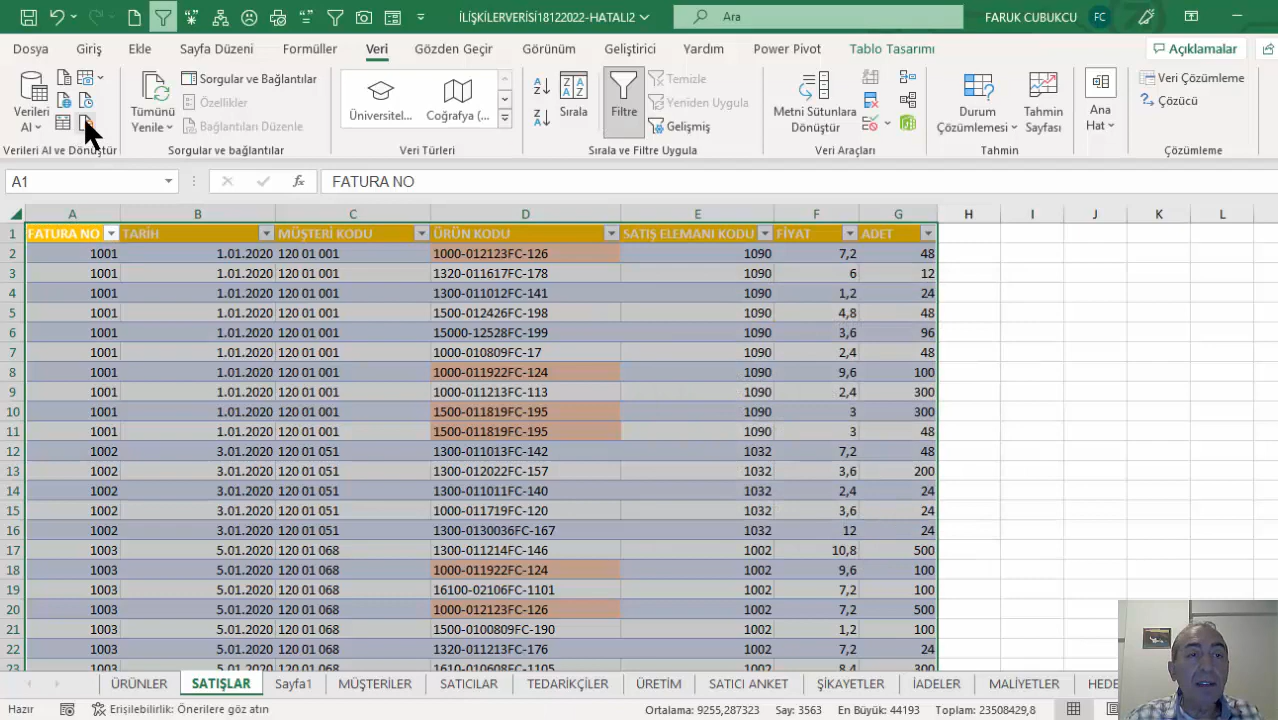 İLİŞKİLERVERİSİ18122022-HATALI2
Ara
FARUK CUBUKCU
FC
Dosya Giriş Ekle Sayfa Düzeni Formüller Veri Gözden Geçir Görünüm Geliştirici Yardım Power Pivot Tablo Tasarımı
Açıklamalar
Verileri Al
Verileri Al ve Dönüştür
Tümünü Yenile
Sorgular ve Bağlantılar
Özellikler
Bağlantıları Düzenle
Sorgular ve bağlantılar
Üniversitel... Coğrafya (...
Veri Türleri
Sırala
Filtre
Temizle
Yeniden Uygula
Gelişmiş
Sırala ve Filtre Uygula
Metni Sütunlara Dönüştür
Veri Araçları
Durum Çözümlemesi
Tahmin Sayfası
Tahmin
Ana Hat
Veri Çözümleme
Çözücü
Çözümleme
A1 fx FATURA NO
A B C D E F G H I J K L
1 FATURA NO TARİH MÜŞTERİ KODU ÜRÜN KODU SATIŞ ELEMANI KODU FİYAT ADET
2 1001 1.01.2020 120 01 001 1000-012123FC-126 1090 7,2 48
3 1001 1.01.2020 120 01 001 1320-011617FC-178 1090 6 12
4 1001 1.01.2020 120 01 001 1300-011012FC-141 1090 1,2 24
5 1001 1.01.2020 120 01 001 1500-012426FC-198 1090 4,8 48
6 1001 1.01.2020 120 01 001 15000-12528FC-199 1090 3,6 96
7 1001 1.01.2020 120 01 001 1000-010809FC-17 1090 2,4 48
8 1001 1.01.2020 120 01 001 1000-011922FC-124 1090 9,6 100
9 1001 1.01.2020 120 01 001 1000-011213FC-113 1090 2,4 300
10 1001 1.01.2020 120 01 001 1500-011819FC-195 1090 3 300
11 1001 1.01.2020 120 01 001 1500-011819FC-195 1090 3 48
12 1002 3.01.2020 120 01 051 1300-011013FC-142 1032 7,2 48
13 1002 3.01.2020 120 01 051 1300-012022FC-157 1032 3,6 200
14 1002 3.01.2020 120 01 051 1300-011011FC-140 1032 2,4 24
15 1002 3.01.2020 120 01 051 1000-011719FC-120 1032 3,6 24
16 1002 3.01.2020 120 01 051 1300-0130036FC-167 1032 12 24
17 1003 5.01.2020 120 01 068 1300-011214FC-146 1002 10,8 500
18 1003 5.01.2020 120 01 068 1000-011922FC-124 1002 9,6 100
19 1003 5.01.2020 120 01 068 16100-02106FC-1101 1002 7,2 100
20 1003 5.01.2020 120 01 068 1000-012123FC-126 1002 7,2 500
21 1003 5.01.2020 120 01 068 1500-0100809FC-190 1002 1,2 100
22 1003 5.01.2020 120 01 068 1320-011213FC-176 1002 7,2 24
23 1003 5.01.2020 120 01 068 1610-010608FC-1105 1002 8,4 300
ÜRÜNLER SATIŞLAR Sayfa1 MÜŞTERİLER SATICILAR TEDARİKÇİLER ÜRETİM SATICI ANKET ŞİKAYETLER İADELER MALİYETLER HEDE
Hazır Erişilebilirlik: Önerilere göz atın Ortalama: 9255,287323 Say: 3563 En Büyük: 44193 Toplam: 23508429,8